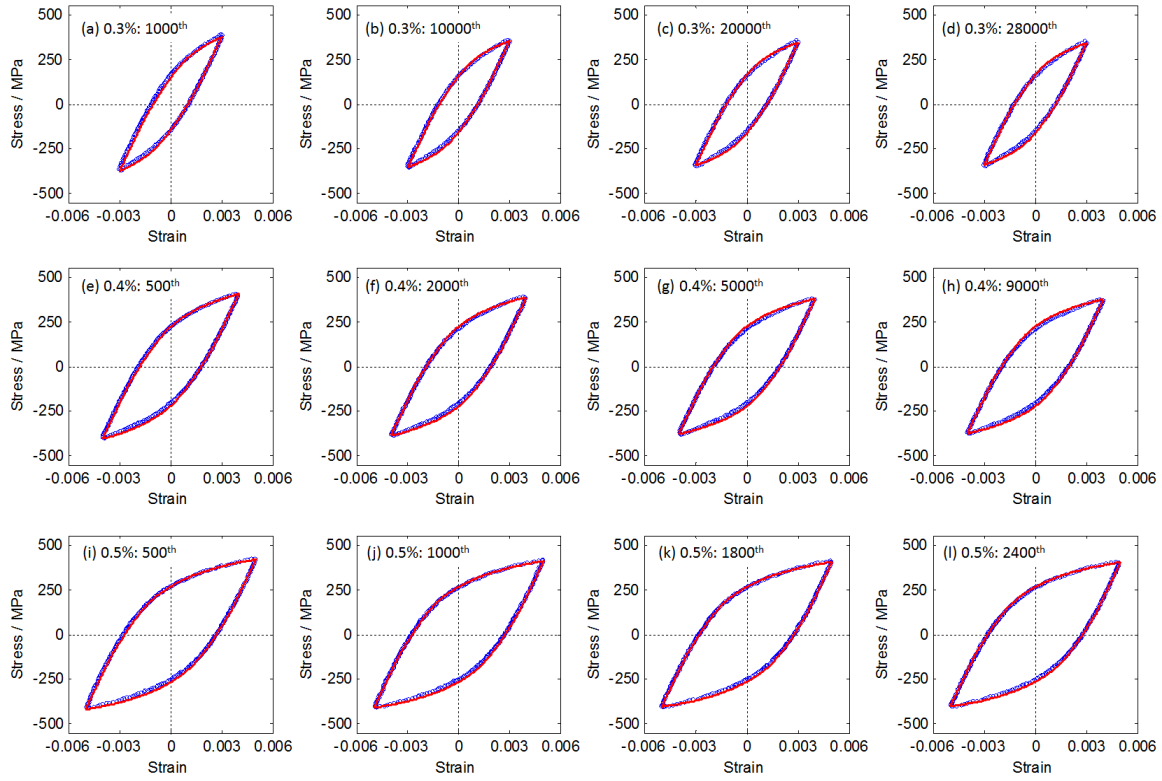 (a) 0.3%: 1000th
500
250
0
-250
-500
Stress / MPa
-0.006 -0.003 0 0.003 0.006
Strain
(b) 0.3%: 10000th
500
250
0
-250
-500
Stress / MPa
-0.006 -0.003 0 0.003 0.006
Strain
(c) 0.3%: 20000th
500
250
0
-250
-500
Stress / MPa
-0.006 -0.003 0 0.003 0.006
Strain
(d) 0.3%: 28000th
500
250
0
-250
-500
Stress / MPa
-0.006 -0.003 0 0.003 0.006
Strain
(e) 0.4%: 500th
500
250
0
-250
-500
Stress / MPa
-0.006 -0.003 0 0.003 0.006
Strain
(f) 0.4%: 2000th
500
250
0
-250
-500
Stress / MPa
-0.006 -0.003 0 0.003 0.006
Strain
(g) 0.4%: 5000th
500
250
0
-250
-500
Stress / MPa
-0.006 -0.003 0 0.003 0.006
Strain
(h) 0.4%: 9000th
500
250
0
-250
-500
Stress / MPa
-0.006 -0.003 0 0.003 0.006
Strain
(i) 0.5%: 500th
500
250
0
-250
-500
Stress / MPa
-0.006 -0.003 0 0.003 0.006
Strain
(j) 0.5%: 1000th
500
250
0
-250
-500
Stress / MPa
-0.006 -0.003 0 0.003 0.006
Strain
(k) 0.5%: 1800th
500
250
0
-250
-500
Stress / MPa
-0.006 -0.003 0 0.003 0.006
Strain
(l) 0.5%: 2400th
500
250
0
-250
-500
Stress / MPa
-0.006 -0.003 0 0.003 0.006
Strain